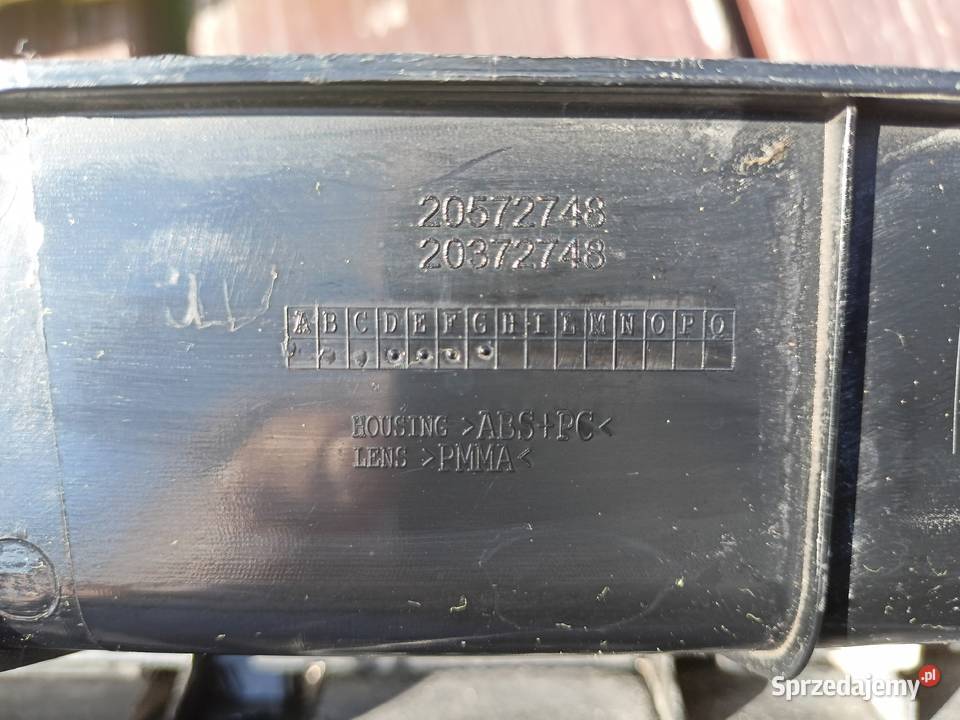 20572748
20372748
A B C D E F G H I L M N O P Q
HOUSING >ABS+PC<
LENS >PMMA<
Sprzedajemy.pl